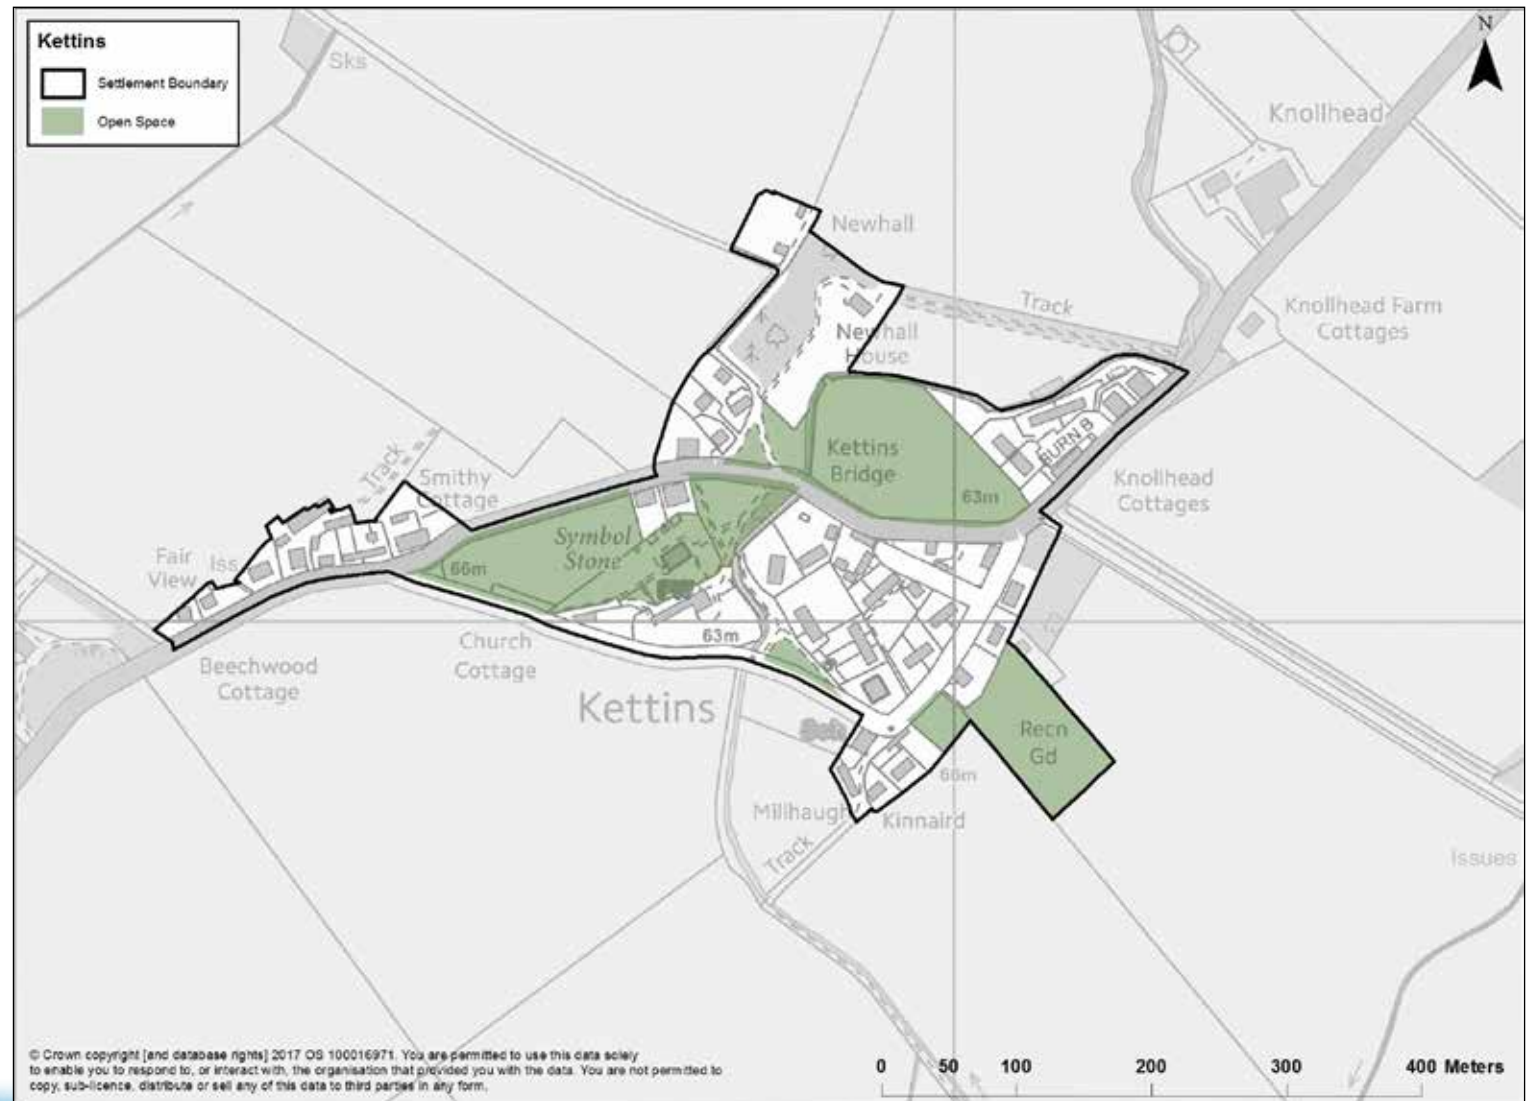 Kettins
Settlement Boundary
Open Space
N
Sks
Knollhead
Newhall
Track
Knollhead Farm
Cottages
Newhall
House
Kettins
Bridge
BURN B
Track
Smithy
Cottage
Knollhead
Cottages
63m
Symbol
Stone
Fair
View
Iss
66m
63m
Church
Cottage
Beechwood
Cottage
Kettins
Recn
Gd
Sch
66m
Millhaugh
Kinnaird
Track
Issues
© Crown copyright [and database rights] 2017 OS 100016971. You are permitted to use this data solely
to enable you to respond to, or interact with, the organisation that provided you with the data. You are not permitted to
copy, sub-licence, distribute or sell any of this data to third parties in any form.
0 50 100 200 300 400 Meters